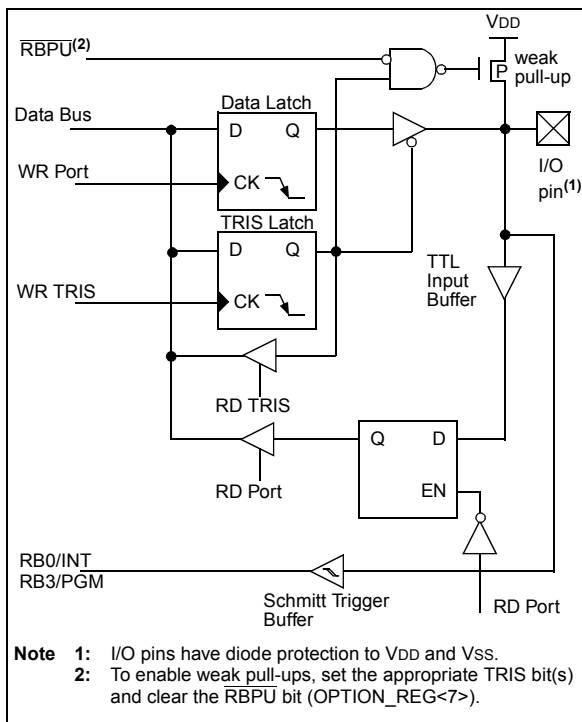 VDD
RBPU(2)
weak
pull-up
P
Data Latch
Data Bus
D Q
I/O
pin(1)
WR Port
CK
TRIS Latch
D Q
TTL
Input
Buffer
WR TRIS
CK
RD TRIS
Q D
RD Port
EN
RB0/INT
RB3/PGM
Schmitt Trigger
Buffer
RD Port
Note 1: I/O pins have diode protection to VDD and VSS.
2: To enable weak pull-ups, set the appropriate TRIS bit(s)
and clear the RBPU bit (OPTION_REG<7>).